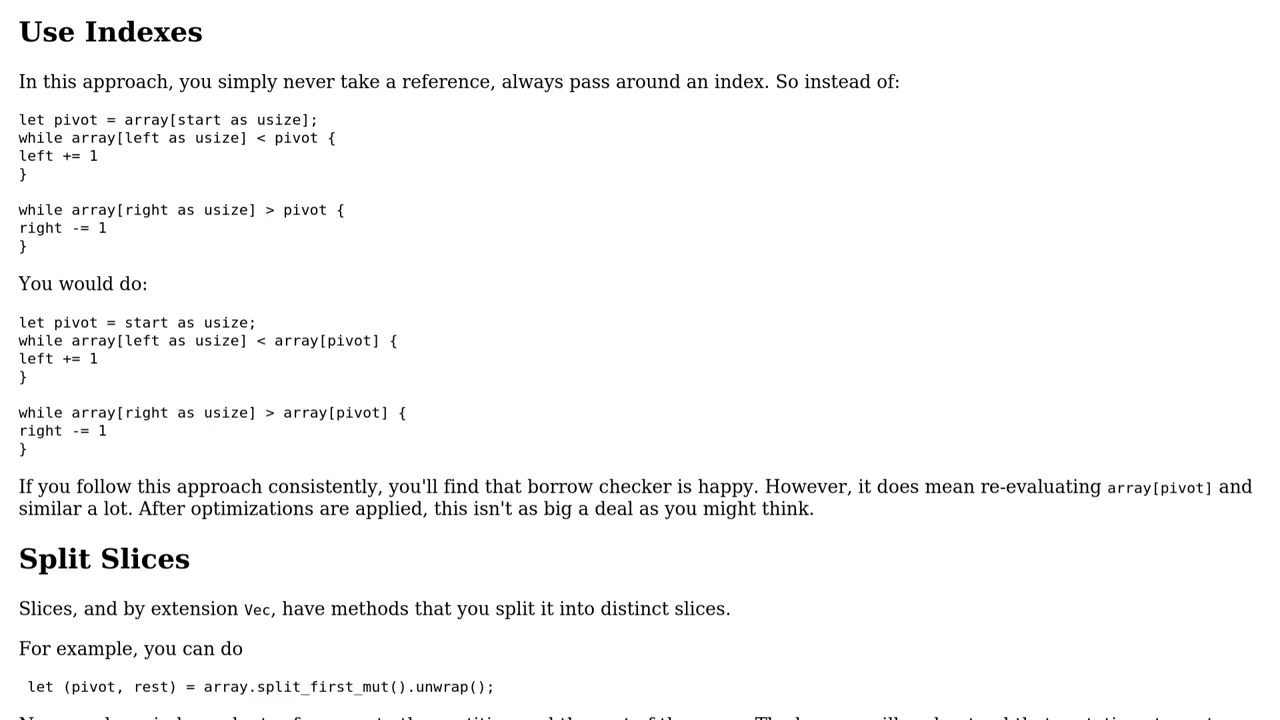 Use Indexes
In this approach, you simply never take a reference, always pass around an index. So instead of:
let pivot = array[start as usize];
while array[left as usize] < pivot {
left += 1
}
while array[right as usize] > pivot {
right -= 1
}
You would do:
let pivot = start as usize;
while array[left as usize] < array[pivot] {
left += 1
}
while array[right as usize] > array[pivot] {
right -= 1
}
If you follow this approach consistently, you'll find that borrow checker is happy. However, it does mean re-evaluating array[pivot] and
similar a lot. After optimizations are applied, this isn't as big a deal as you might think.
Split Slices
Slices, and by extension Vec, have methods that you split it into distinct slices.
For example, you can do
let (pivot, rest) = array.split_first_mut().unwrap();